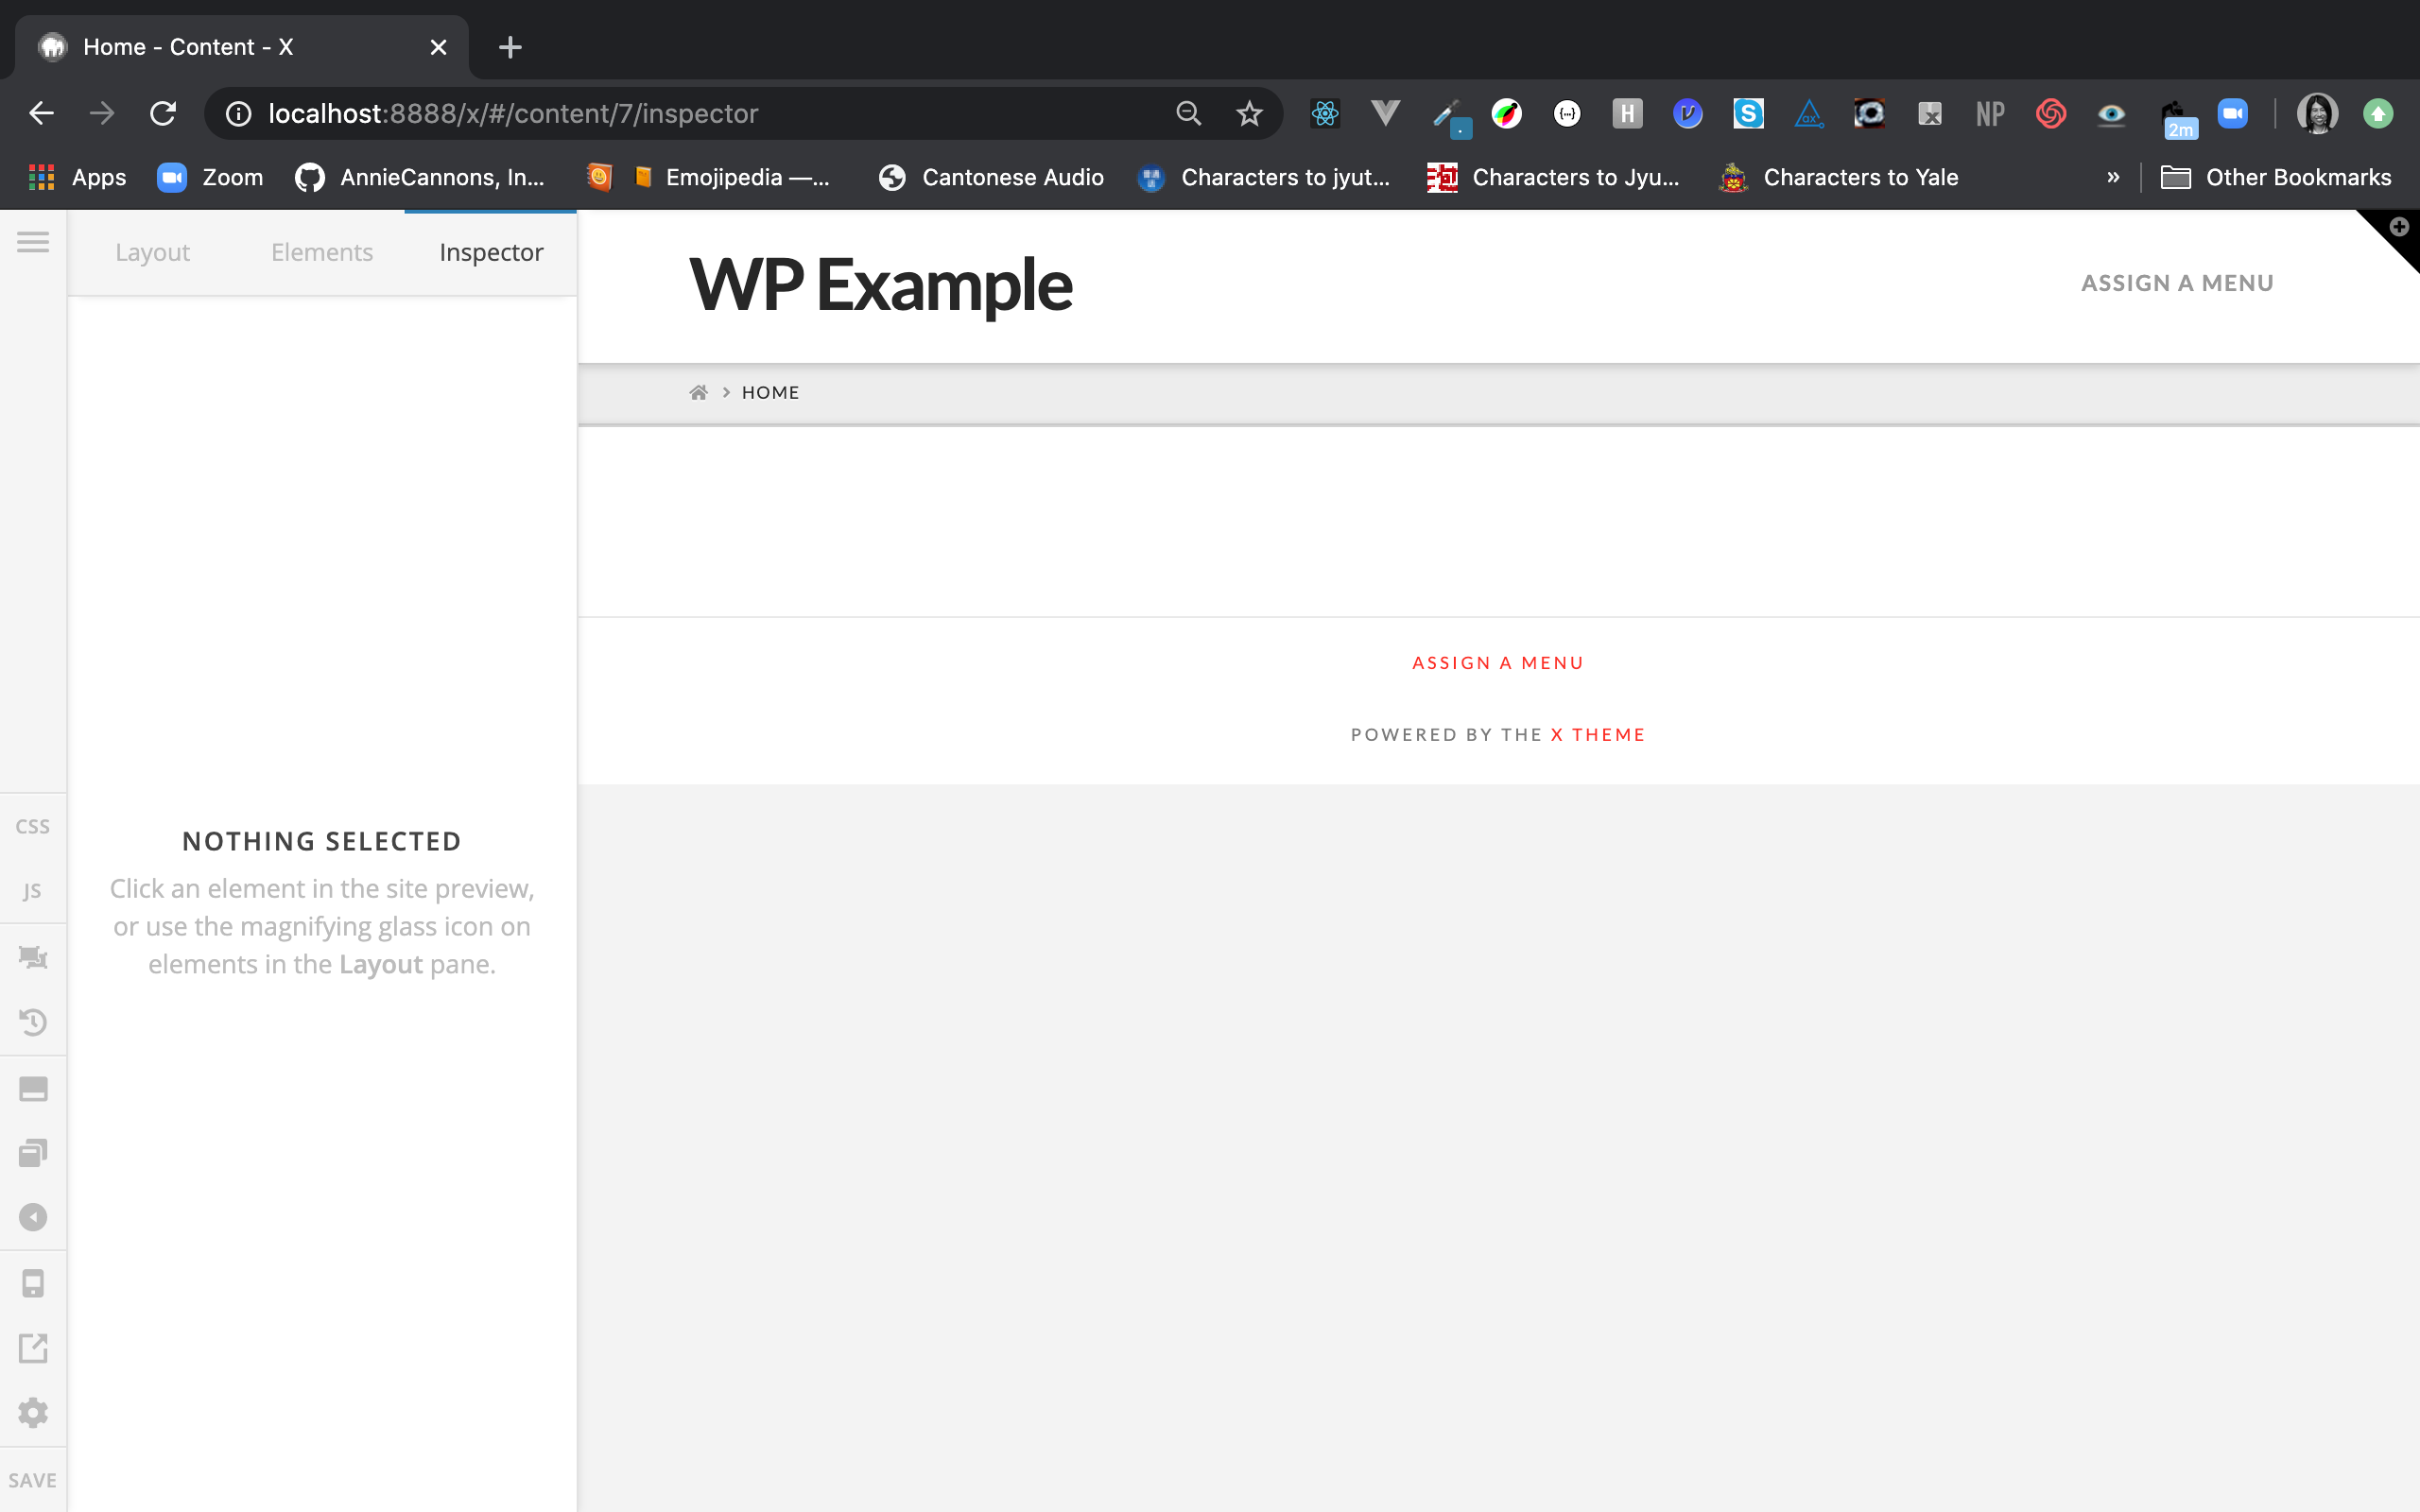 Home - Content - X
localhost:8888/x/#/content/7/inspector
NP
2m
Apps
Zoom
AnnieCannons, In...
Emojipedia —...
Cantonese Audio
Characters to jyut...
Characters to Jyu...
Characters to Yale
»
Other Bookmarks
Layout
Elements
Inspector
WP Example
ASSIGN A MENU
HOME
ASSIGN A MENU
POWERED BY THE X THEME
CSS
JS
NOTHING SELECTED
Click an element in the site preview,
or use the magnifying glass icon on
elements in the Layout pane.
SAVE